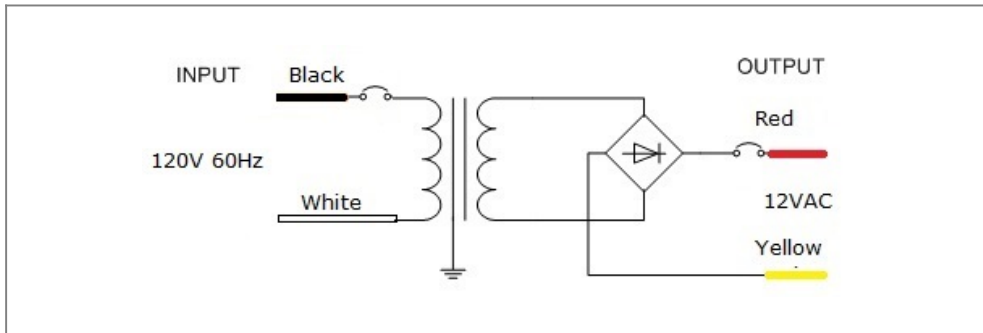 INPUT
Black
OUTPUT
Red
120V 60Hz
White
12VAC
Yellow